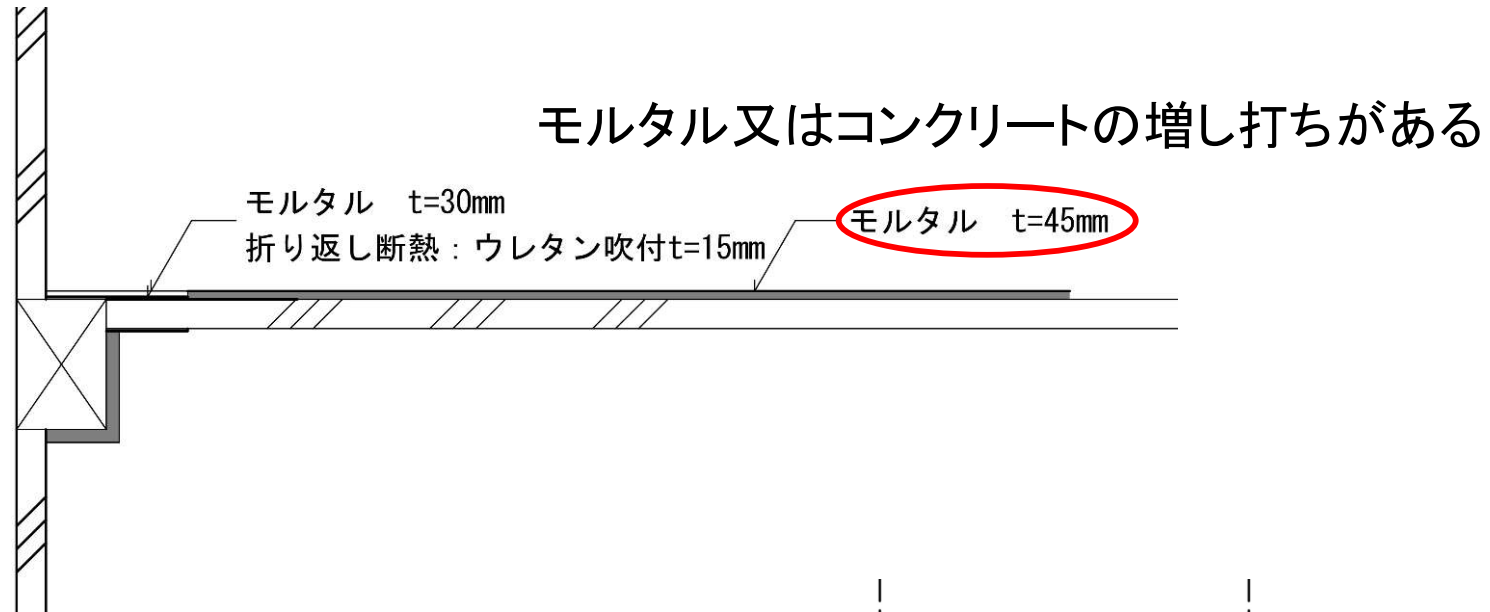 モルタル又はコンクリートの増し打ちがある
モルタル　t=30mm
折り返し断熱：ウレタン吹付t=15mm
モルタル　t=45mm